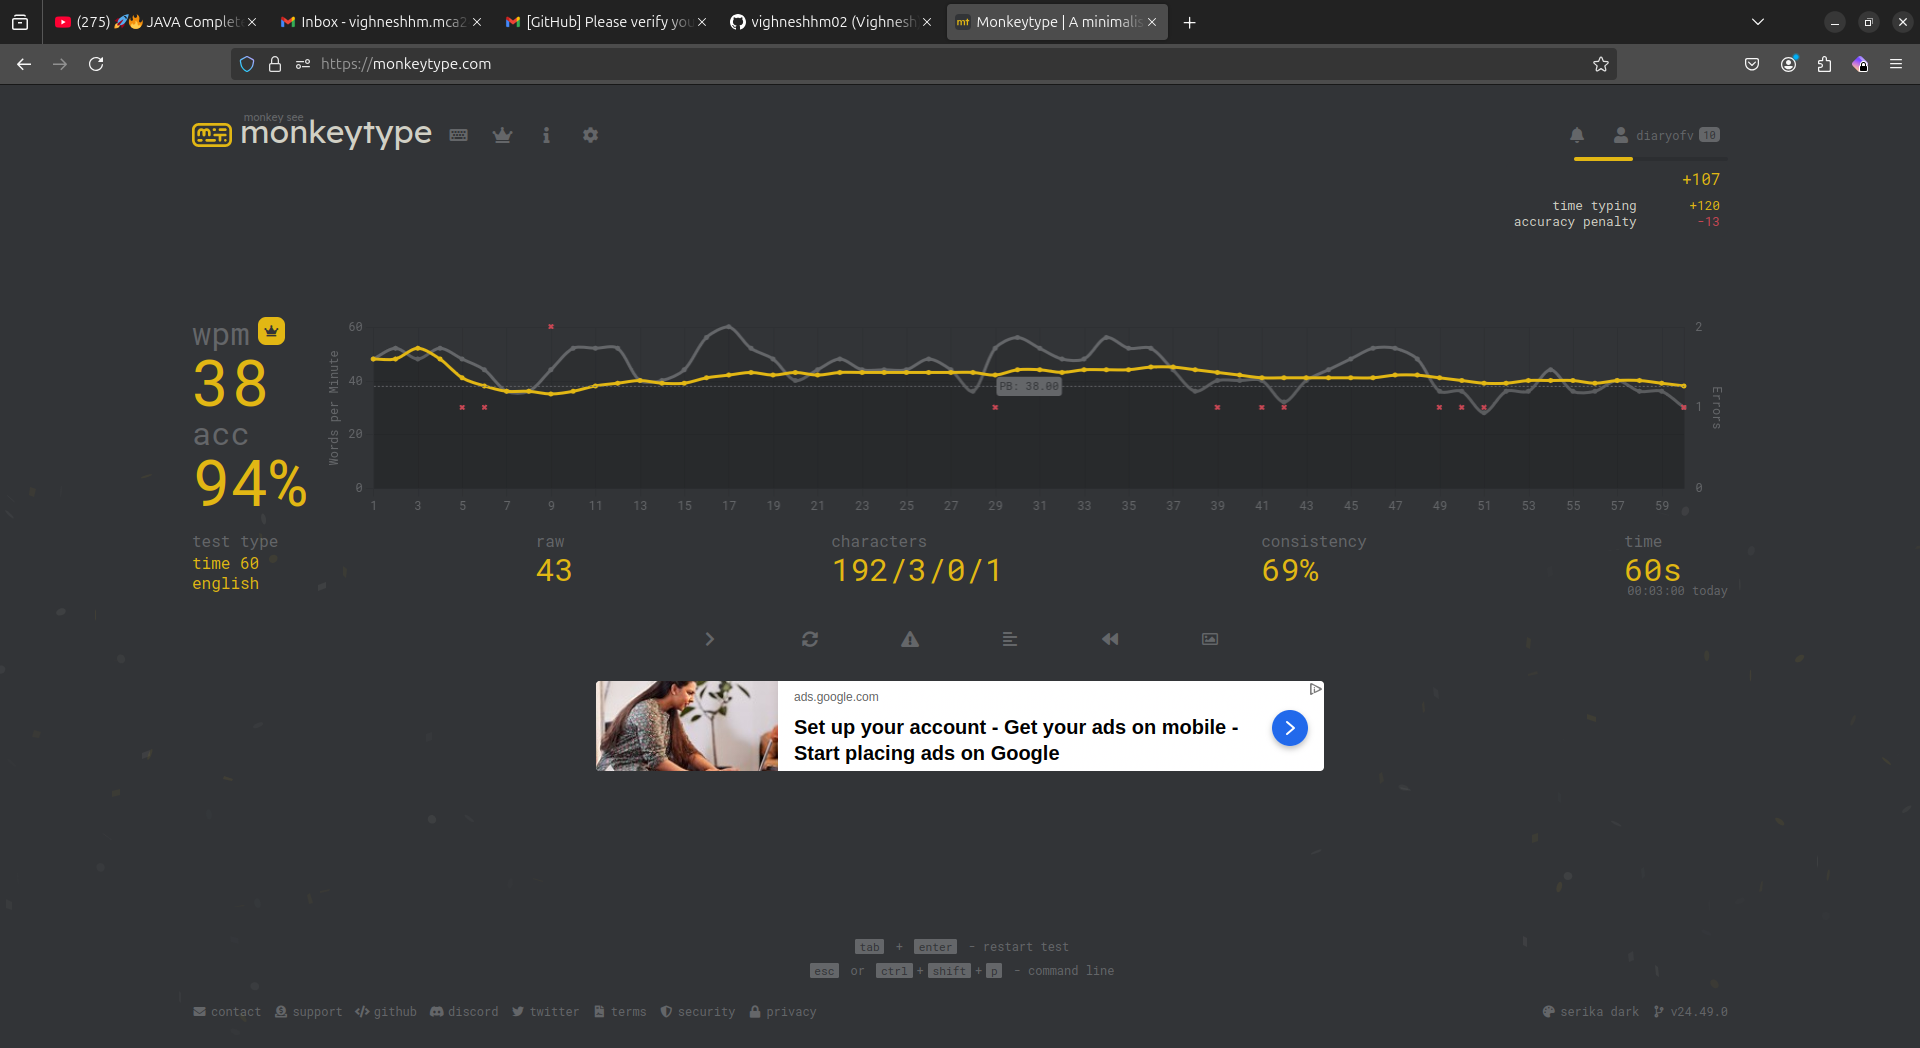 (275) 🚀🔥 JAVA Complet
Inbox - vighneshhm.mca2
[GitHub] Please verify you
vighneshhm02 (Vighnesh
Monkeytype | A minimalis
https://monkeytype.com
monkey see
monkeytype
diaryofv 10
+107
time typing +120
accuracy penalty -13
wpm
38
acc
94%
Words per Minute
60
40
20
0
PB: 38.00
2
1
0
Errors
1 3 5 7 9 11 13 15 17 19 21 23 25 27 29 31 33 35 37 39 41 43 45 47 49 51 53 55 57 59
test type
time 60
english
raw
43
characters
192/3/0/1
consistency
69%
time
60s
00:03:00 today
ads.google.com
Set up your account - Get your ads on mobile -
Start placing ads on Google
tab + enter - restart test
esc or ctrl + shift + p - command line
contact support github discord twitter terms security privacy
serika dark v24.49.0